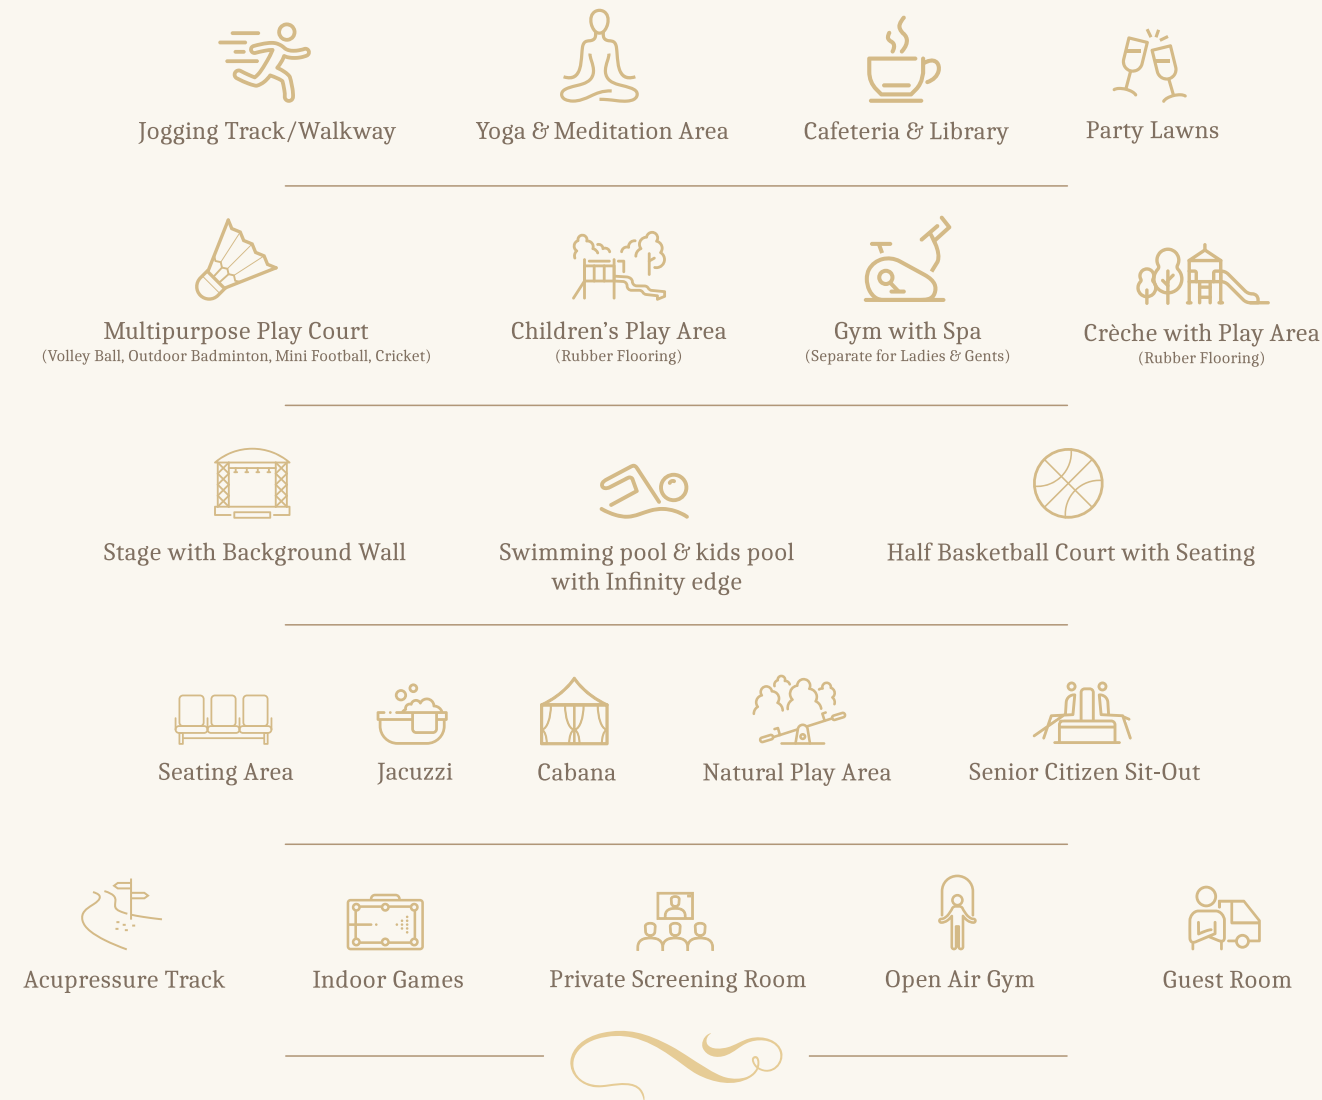 Jogging Track/Walkway
Yoga & Meditation Area
Cafeteria & Library
Party Lawns
Multipurpose Play Court
(Volley Ball, Outdoor Badminton, Mini Football, Cricket)
Children’s Play Area
(Rubber Flooring)
Gym with Spa
(Separate for Ladies & Gents)
Crèche with Play Area
(Rubber Flooring)
Stage with Background Wall
Swimming pool & kids pool
with Infinity edge
Half Basketball Court with Seating
Seating Area
Jacuzzi
Cabana
Natural Play Area
Senior Citizen Sit-Out
Acupressure Track
Indoor Games
Private Screening Room
Open Air Gym
Guest Room